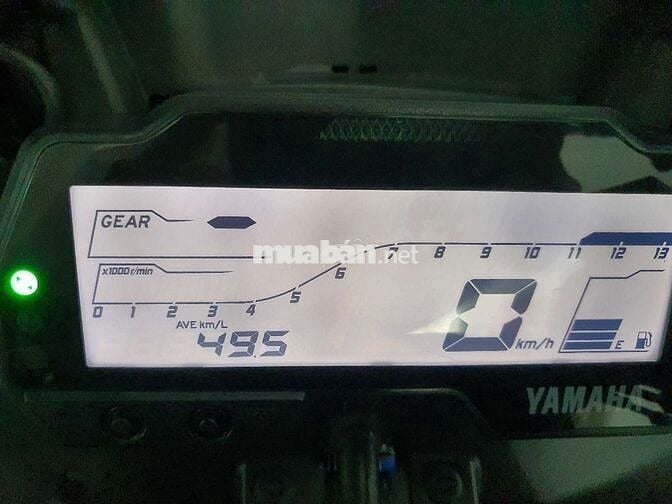 GEAR
muaban.net
x1000 r/min
0 1 2 3 4 5 6 7 8 9 10 11 12 13
AVE km/L
49.5
0 km/h
E
YAMAHA